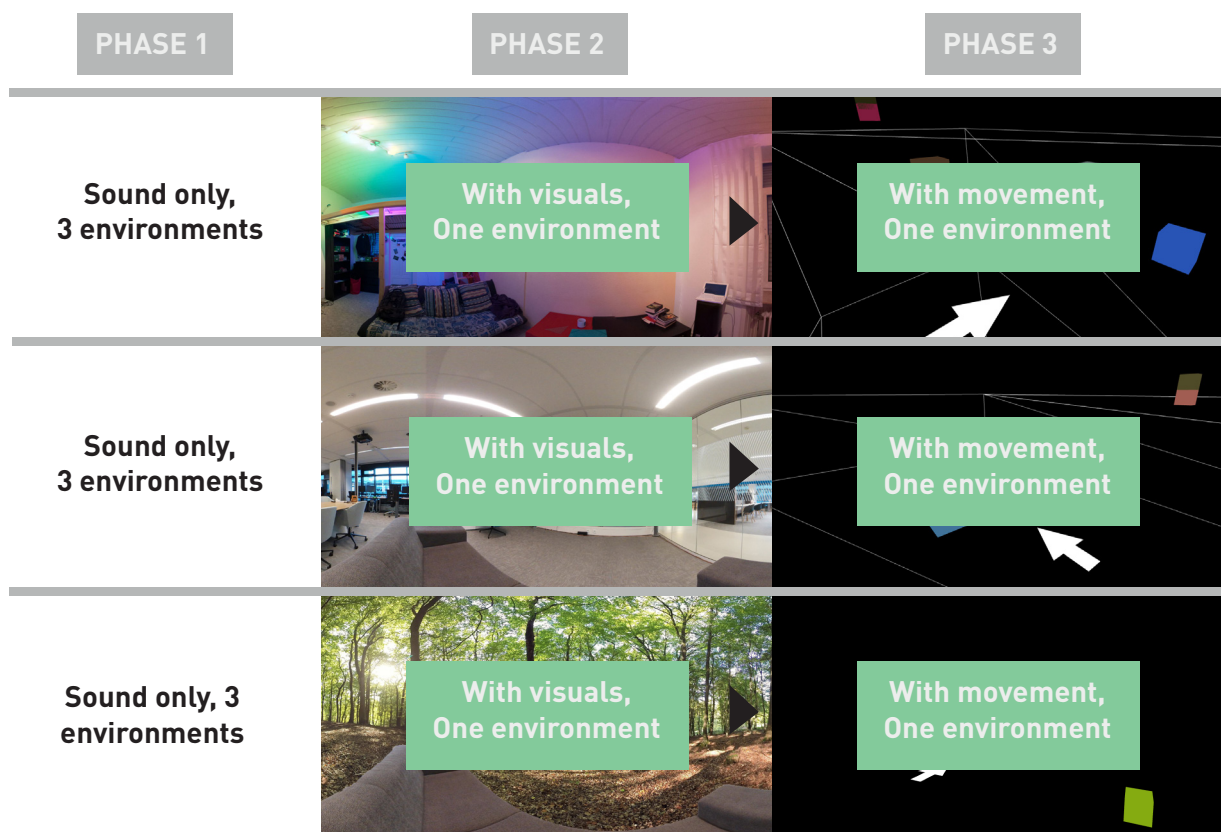 PHASE 1
PHASE 2
PHASE 3
Sound only,
3 environments
With visuals,
One environment
With movement,
One environment
Sound only,
3 environments
With visuals,
One environment
With movement,
One environment
Sound only, 3
environments
With visuals,
One environment
With movement,
One environment